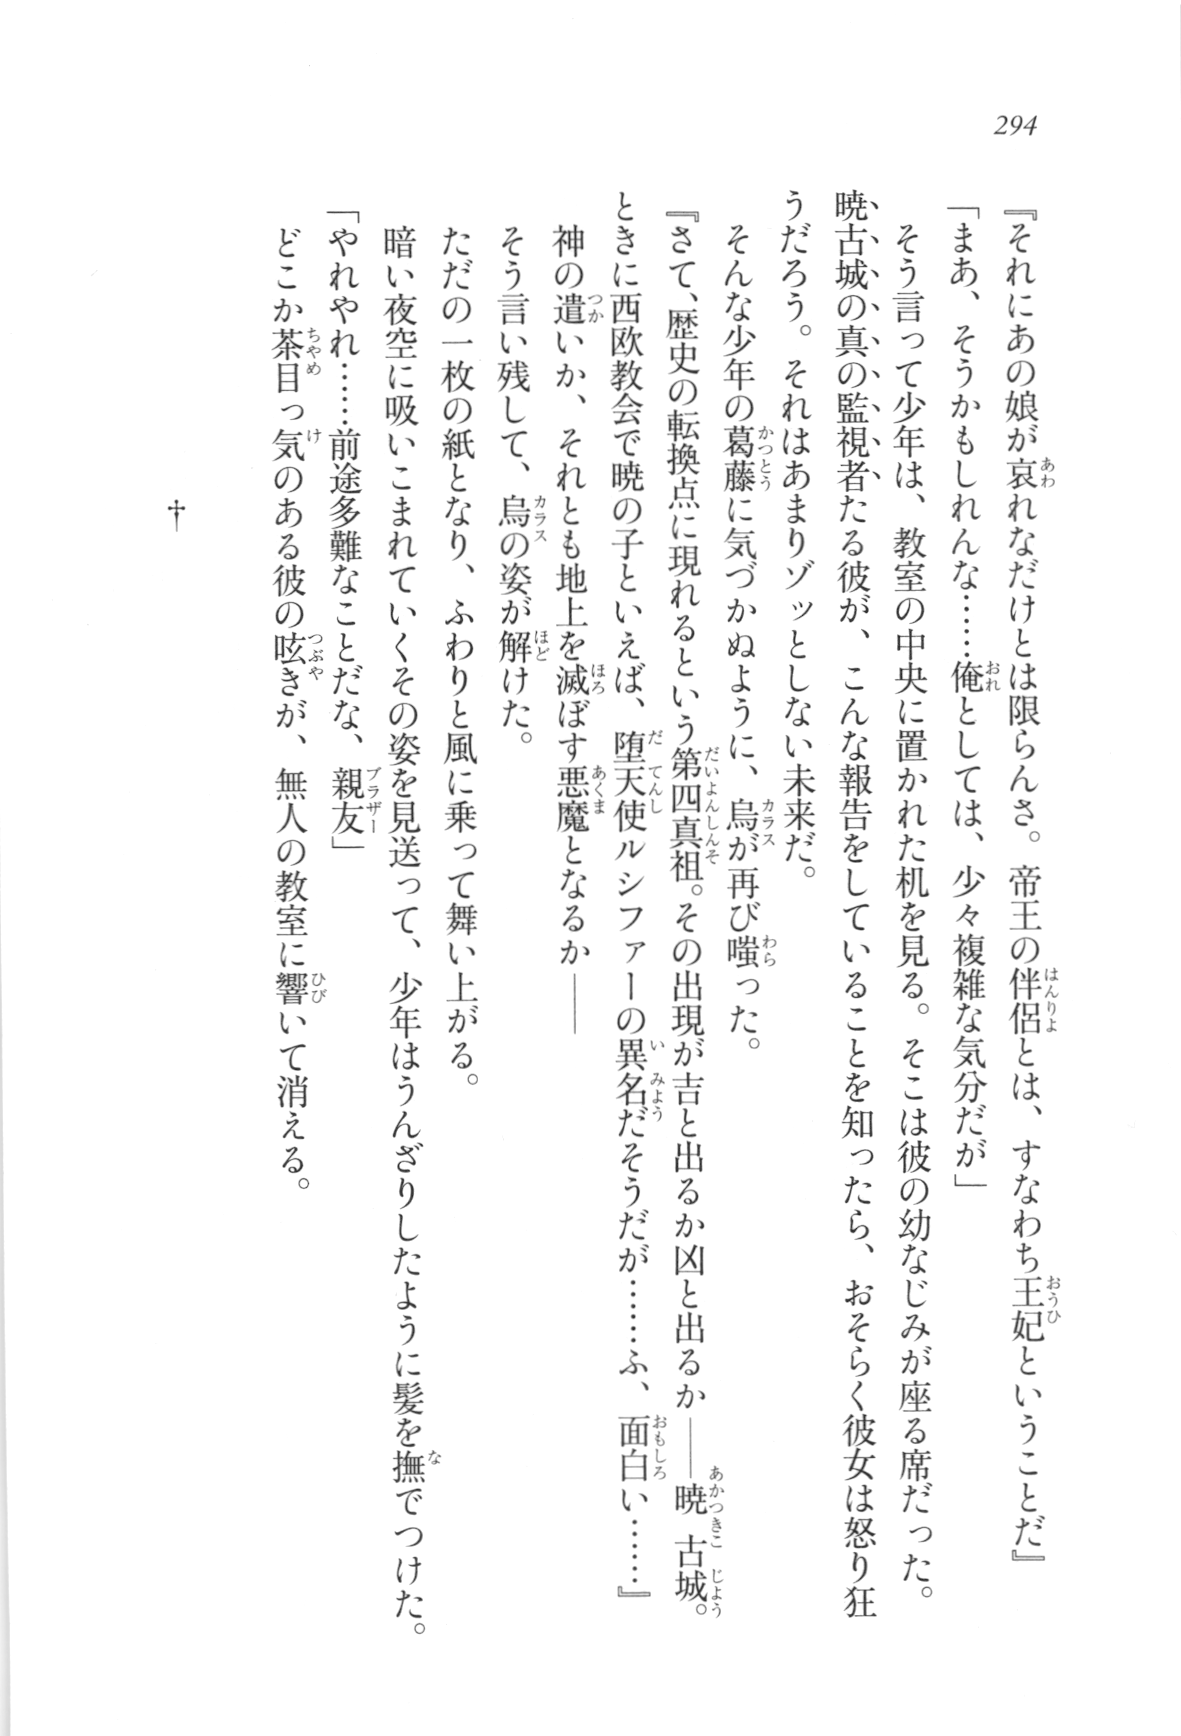 294
『それにあの娘が哀れなだけとは限らんさ。帝王の伴侶とは、すなわち王妃ということだ』
「まあ、そうかもしれんな……俺としては、少々複雑な気分だが」
　そう言って少年は、教室の中央に置かれた机を見る。そこは彼の幼なじみが座る席だった。
暁古城の真の監視者たる彼が、こんな報告をしていることを知ったら、おそらく彼女は怒り狂
うだろう。それはあまりゾッとしない未来だ。
　そんな少年の葛藤に気づかぬように、烏が再び嗤った。
『さて、歴史の転換点に現れるという第四真祖。その出現が吉と出るか凶と出るか――暁古城。
ときに西欧教会で暁の子といえば、堕天使ルシファーの異名だそうだが……ふ、面白い……』
　神の遣いか、それとも地上を滅ぼす悪魔となるか――
　そう言い残して、烏の姿が解けた。
　ただの一枚の紙となり、ふわりと風に乗って舞い上がる。
　暗い夜空に吸いこまれていくその姿を見送って、少年はうんざりしたように髪を撫でつけた。
「やれやれ……前途多難なことだな、親友」
　どこか茶目っ気のある彼の呟きが、無人の教室に響いて消える。
†